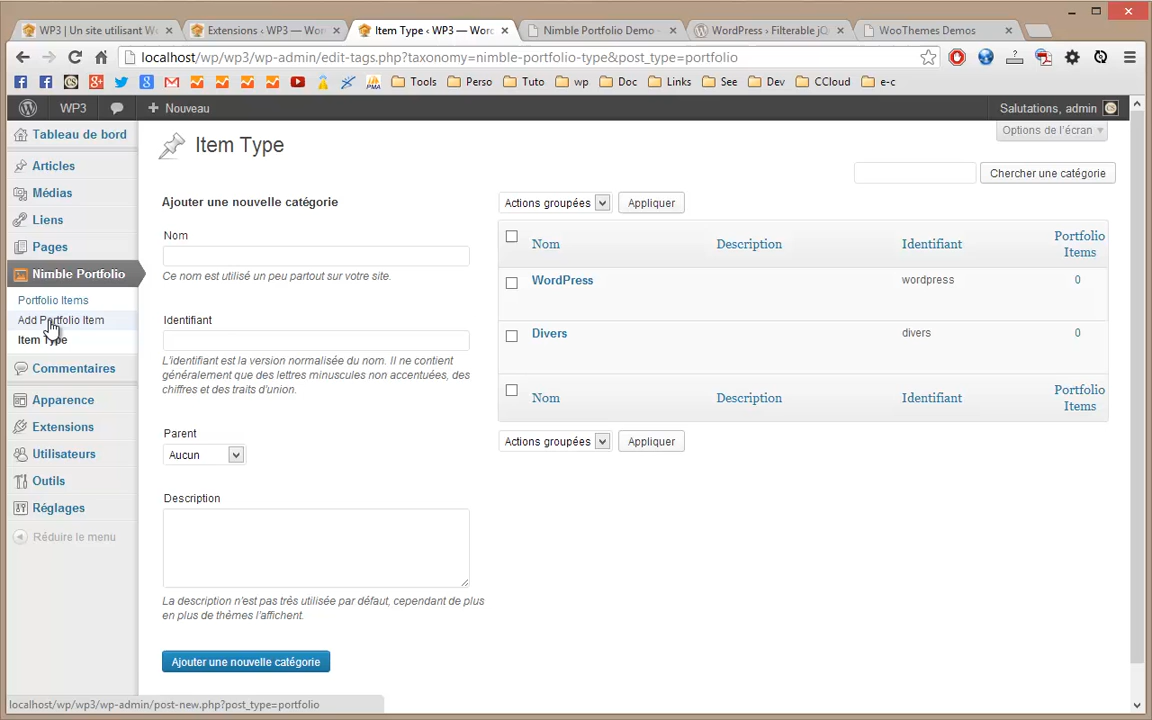 WP3 | Un site utilisant Wo
Extensions ‹ WP3 — Word
Item Type ‹ WP3 — Word
Nimble Portfolio Demo -
WordPress › Filterable jQ
WooThemes Demos
localhost/wp/wp3/wp-admin/edit-tags.php?taxonomy=nimble-portfolio-type&post_type=portfolio
Tools
Perso
Tuto
wp
Doc
Links
See
Dev
CCloud
e-c
WP3
Nouveau
Salutations, admin
Tableau de bord
Articles
Médias
Liens
Pages
Nimble Portfolio
Portfolio Items
Add Portfolio Item
Item Type
Commentaires
Apparence
Extensions
Utilisateurs
Outils
Réglages
Réduire le menu
Options de l'écran
Item Type
Chercher une catégorie
Ajouter une nouvelle catégorie
Nom
Ce nom est utilisé un peu partout sur votre site.
Identifiant
L'identifiant est la version normalisée du nom. Il ne contient
généralement que des lettres minuscules non accentuées, des
chiffres et des traits d'union.
Parent
Aucun
Description
La description n'est pas très utilisée par défaut, cependant de plus
en plus de thèmes l'affichent.
Ajouter une nouvelle catégorie
Actions groupées
Appliquer
Nom
Description
Identifiant
Portfolio
Items
WordPress
wordpress
0
Divers
divers
0
Nom
Description
Identifiant
Portfolio
Items
Actions groupées
Appliquer
localhost/wp/wp3/wp-admin/post-new.php?post_type=portfolio